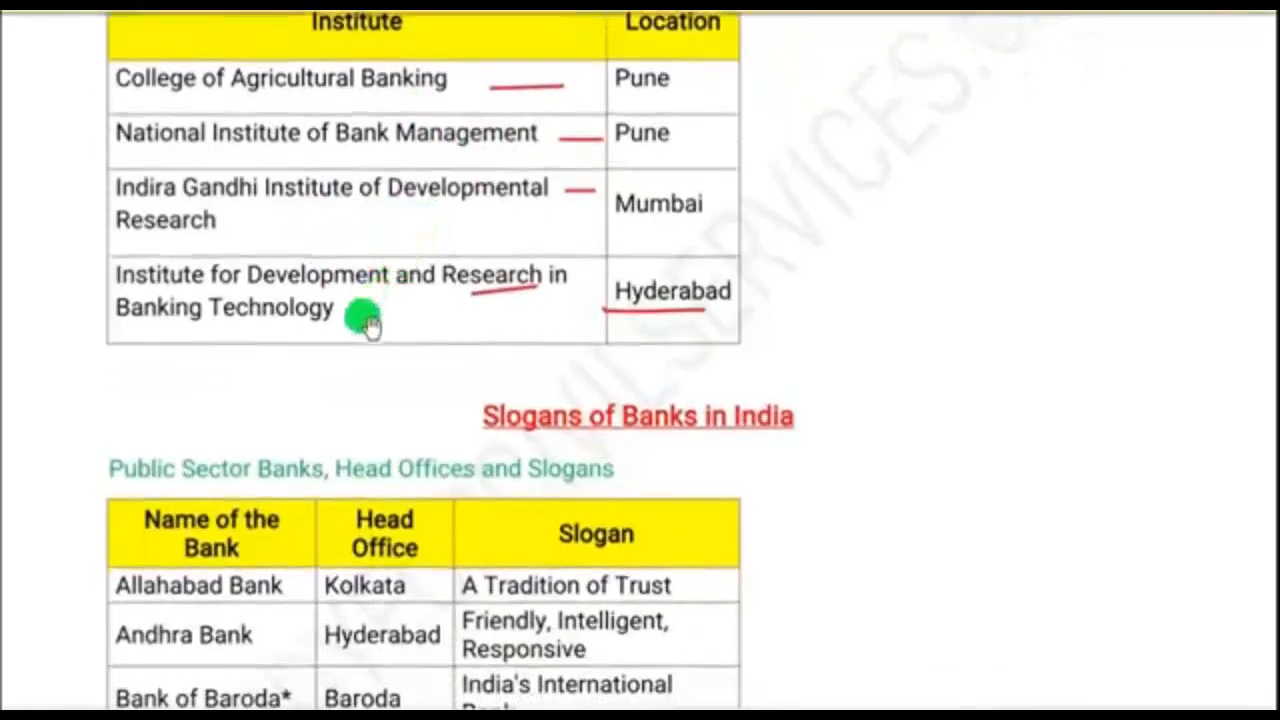 Institute Location
College of Agricultural Banking Pune
National Institute of Bank Management Pune
Indira Gandhi Institute of Developmental
Research
Mumbai
Institute for Development and Research in
Banking Technology
Hyderabad
Slogans of Banks in India
Public Sector Banks, Head Offices and Slogans
Name of the
Bank
Head
Office
Slogan
Allahabad Bank Kolkata A Tradition of Trust
Andhra Bank Hyderabad
Friendly, Intelligent,
Responsive
Bank of Baroda* Baroda
India's International